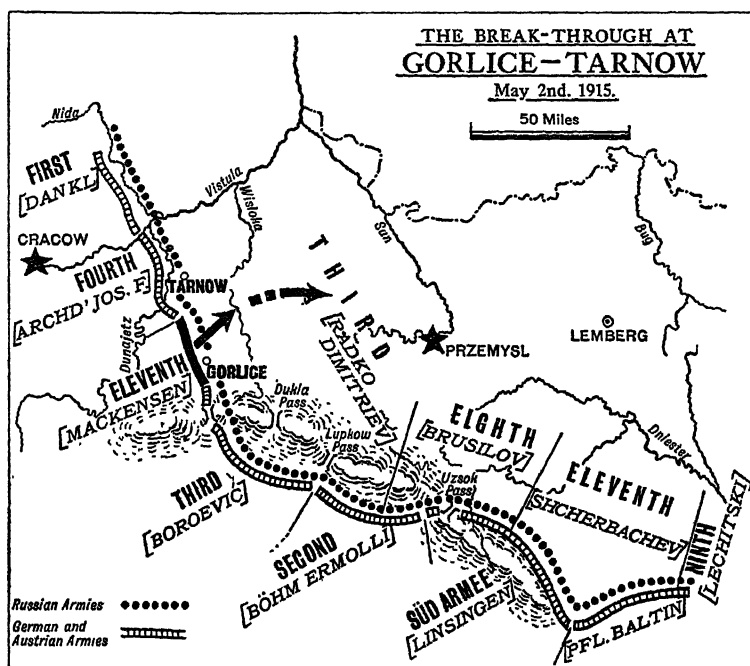 THE BREAK-THROUGH AT
GORLICE-TARNOW
May 2nd. 1915.
50 Miles
Nida
FIRST
[DANKL]
Vistula
Wisloka
San
Bug
CRACOW
FOURTH
[ARCHD' JOS. F.]
TARNOW
THIRD
[RADKO
DIMITRIEV]
PRZEMYSL
LEMBERG
Dunajetz
ELEVENTH
[MACKENSEN]
GORLICE
Dukla
Pass
Lupkow
Pass
EIGHTH
[BRUSILOV]
Uzsok
Pass
Dniester
ELEVENTH
[SHCHERBACHEV]
NINTH
[LECHITSKI]
THIRD
[BOROEVIĆ]
SECOND
[BÖHM ERMOLLI]
SÜD ARMEE
[LINSINGEN]
[PFL. BALTIN]
Russian Armies
German and
Austrian Armies